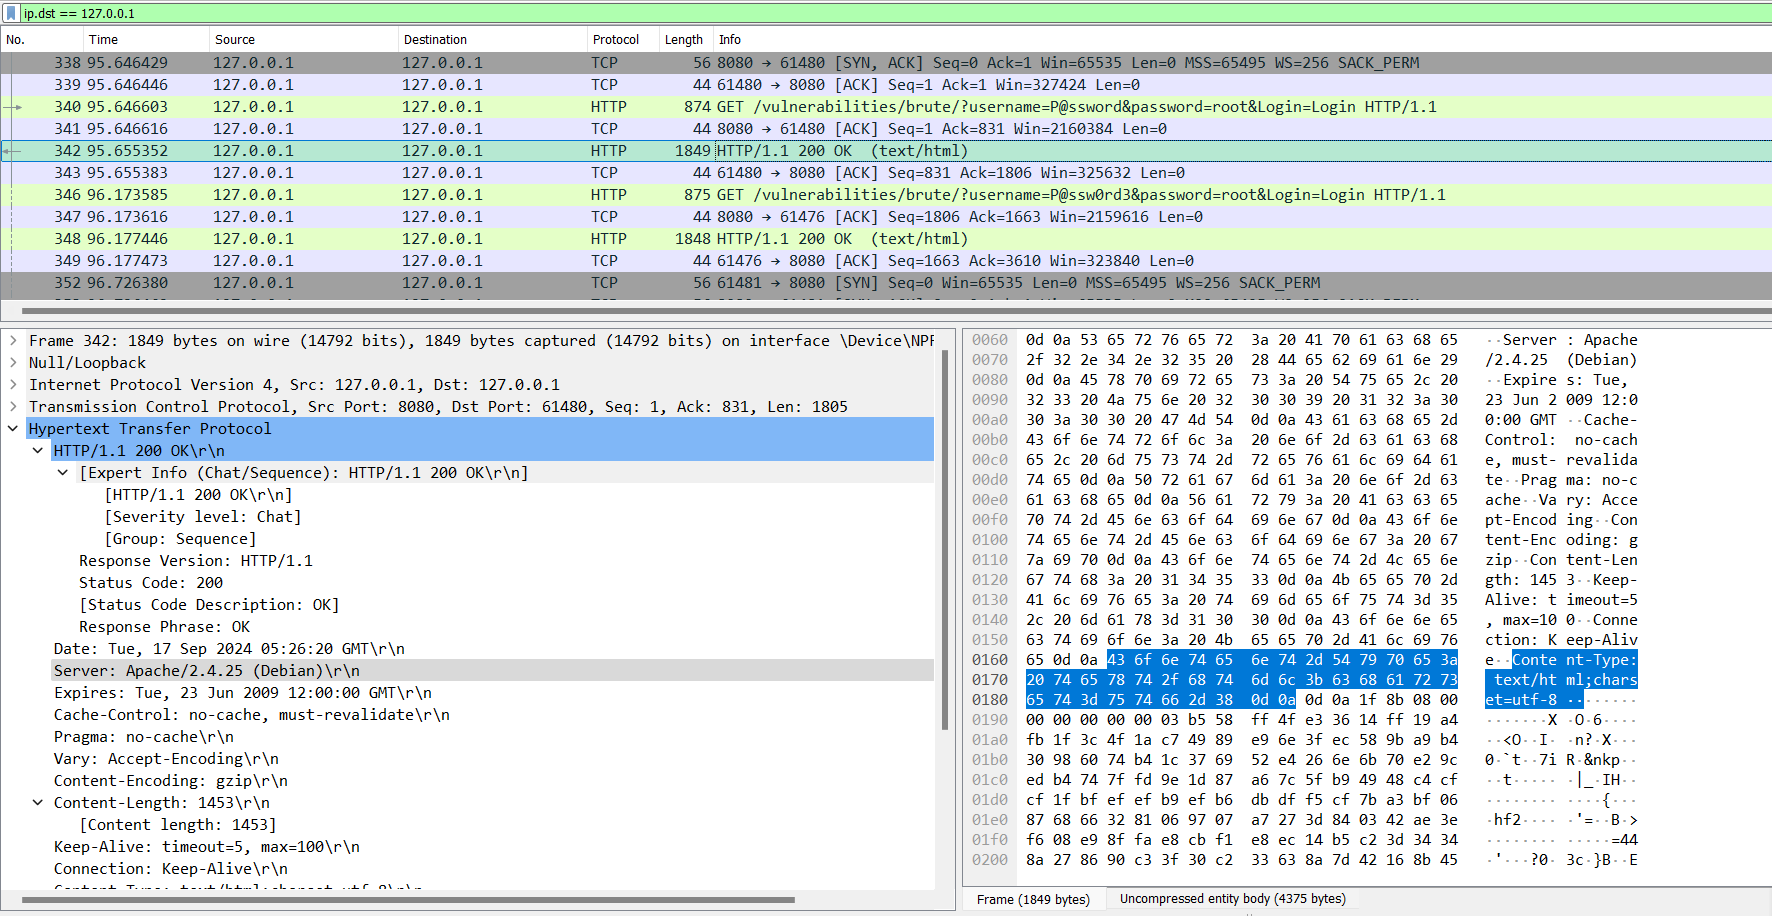 ip.dst == 127.0.0.1
No. Time Source Destination Protocol Length Info
338 95.646429 127.0.0.1 127.0.0.1 TCP 56 8080 → 61480 [SYN, ACK] Seq=0 Ack=1 Win=65535 Len=0 MSS=65495 WS=256 SACK_PERM
339 95.646446 127.0.0.1 127.0.0.1 TCP 44 61480 → 8080 [ACK] Seq=1 Ack=1 Win=327424 Len=0
340 95.646603 127.0.0.1 127.0.0.1 HTTP 874 GET /vulnerabilities/brute/?username=P@ssword&password=root&Login=Login HTTP/1.1
341 95.646616 127.0.0.1 127.0.0.1 TCP 44 8080 → 61480 [ACK] Seq=1 Ack=831 Win=2160384 Len=0
342 95.655352 127.0.0.1 127.0.0.1 HTTP 1849 HTTP/1.1 200 OK (text/html)
343 95.655383 127.0.0.1 127.0.0.1 TCP 44 61480 → 8080 [ACK] Seq=831 Ack=1806 Win=325632 Len=0
346 96.173585 127.0.0.1 127.0.0.1 HTTP 875 GET /vulnerabilities/brute/?username=P@ssw0rd3&password=root&Login=Login HTTP/1.1
347 96.173616 127.0.0.1 127.0.0.1 TCP 44 8080 → 61476 [ACK] Seq=1806 Ack=1663 Win=2159616 Len=0
348 96.177446 127.0.0.1 127.0.0.1 HTTP 1848 HTTP/1.1 200 OK (text/html)
349 96.177473 127.0.0.1 127.0.0.1 TCP 44 61476 → 8080 [ACK] Seq=1663 Ack=3610 Win=323840 Len=0
352 96.726380 127.0.0.1 127.0.0.1 TCP 56 61481 → 8080 [SYN] Seq=0 Win=65535 Len=0 MSS=65495 WS=256 SACK_PERM
Frame 342: 1849 bytes on wire (14792 bits), 1849 bytes captured (14792 bits) on interface \Device\NPF
Null/Loopback
Internet Protocol Version 4, Src: 127.0.0.1, Dst: 127.0.0.1
Transmission Control Protocol, Src Port: 8080, Dst Port: 61480, Seq: 1, Ack: 831, Len: 1805
Hypertext Transfer Protocol
HTTP/1.1 200 OK\r\n
[Expert Info (Chat/Sequence): HTTP/1.1 200 OK\r\n]
[HTTP/1.1 200 OK\r\n]
[Severity level: Chat]
[Group: Sequence]
Response Version: HTTP/1.1
Status Code: 200
[Status Code Description: OK]
Response Phrase: OK
Date: Tue, 17 Sep 2024 05:26:20 GMT\r\n
Server: Apache/2.4.25 (Debian)\r\n
Expires: Tue, 23 Jun 2009 12:00:00 GMT\r\n
Cache-Control: no-cache, must-revalidate\r\n
Pragma: no-cache\r\n
Vary: Accept-Encoding\r\n
Content-Encoding: gzip\r\n
Content-Length: 1453\r\n
[Content length: 1453]
Keep-Alive: timeout=5, max=100\r\n
Connection: Keep-Alive\r\n
0060 0d 0a 53 65 72 76 65 72 3a 20 41 70 61 63 68 65 ··Server : Apache
0070 2f 32 2e 34 2e 32 35 20 28 44 65 62 69 61 6e 29 /2.4.25 (Debian)
0080 0d 0a 45 78 70 69 72 65 73 3a 20 54 75 65 2c 20 ··Expire s: Tue,
0090 32 33 20 4a 75 6e 20 32 30 30 39 20 31 32 3a 30 23 Jun 2 009 12:0
00a0 30 3a 30 30 20 47 4d 54 0d 0a 43 61 63 68 65 2d 0:00 GMT ··Cache-
00b0 43 6f 6e 74 72 6f 6c 3a 20 6e 6f 2d 63 61 63 68 Control: no-cach
00c0 65 2c 20 6d 75 73 74 2d 72 65 76 61 6c 69 64 61 e, must- revalida
00d0 74 65 0d 0a 50 72 61 67 6d 61 3a 20 6e 6f 2d 63 te··Prag ma: no-c
00e0 61 63 68 65 0d 0a 56 61 72 79 3a 20 41 63 63 65 ache··Va ry: Acce
00f0 70 74 2d 45 6e 63 6f 64 69 6e 67 0d 0a 43 6f 6e pt-Encod ing··Con
0100 74 65 6e 74 2d 45 6e 63 6f 64 69 6e 67 3a 20 67 tent-Enc oding: g
0110 7a 69 70 0d 0a 43 6f 6e 74 65 6e 74 2d 4c 65 6e zip··Con tent-Len
0120 67 74 68 3a 20 31 34 35 33 0d 0a 4b 65 65 70 2d gth: 145 3··Keep-
0130 41 6c 69 76 65 3a 20 74 69 6d 65 6f 75 74 3d 35 Alive: t imeout=5
0140 2c 20 6d 61 78 3d 31 30 30 0d 0a 43 6f 6e 6e 65 , max=10 0··Conne
0150 63 74 69 6f 6e 3a 20 4b 65 65 70 2d 41 6c 69 76 ction: K eep-Aliv
0160 65 0d 0a 43 6f 6e 74 65 6e 74 2d 54 79 70 65 3a e··Conte nt-Type:
0170 20 74 65 78 74 2f 68 74 6d 6c 3b 63 68 61 72 73 text/ht ml;chars
0180 65 74 3d 75 74 66 2d 38 0d 0a 0d 0a 1f 8b 08 00 et=utf-8 ········
0190 00 00 00 00 00 03 b5 58 ff 4f e3 36 14 ff 19 a4 ·······X ·O·6····
01a0 fb 1f 3c 4f 1a c7 49 89 e9 6e 3f ec 58 9b a9 b4 ··<O··I· ·n?·X···
01b0 30 98 60 74 b4 1c 37 69 52 e4 26 6e 6b 70 e2 9c 0·`t··7i R·&nkp··
01c0 ed b4 74 7f fd 9e 1d 87 a6 7c 5f b9 49 48 c4 cf ··t····· ·|_·IH··
01d0 cf 1f bf ef ef b9 ef b6 db df f5 cf 7b a3 bf 06 ········ ····{···
01e0 87 68 66 32 81 06 97 07 a7 27 3d 84 03 42 ae 3e ·hf2···· ·'=··B·>
01f0 f6 08 e9 8f fa e8 cb f1 e8 ec 14 b5 c2 3d 34 34 ········ ·····=44
0200 8a 27 86 90 c3 3f 30 c2 33 63 8a 7d 42 16 8b 45 ·'···?0· 3c·}B··E
Frame (1849 bytes) Uncompressed entity body (4375 bytes)